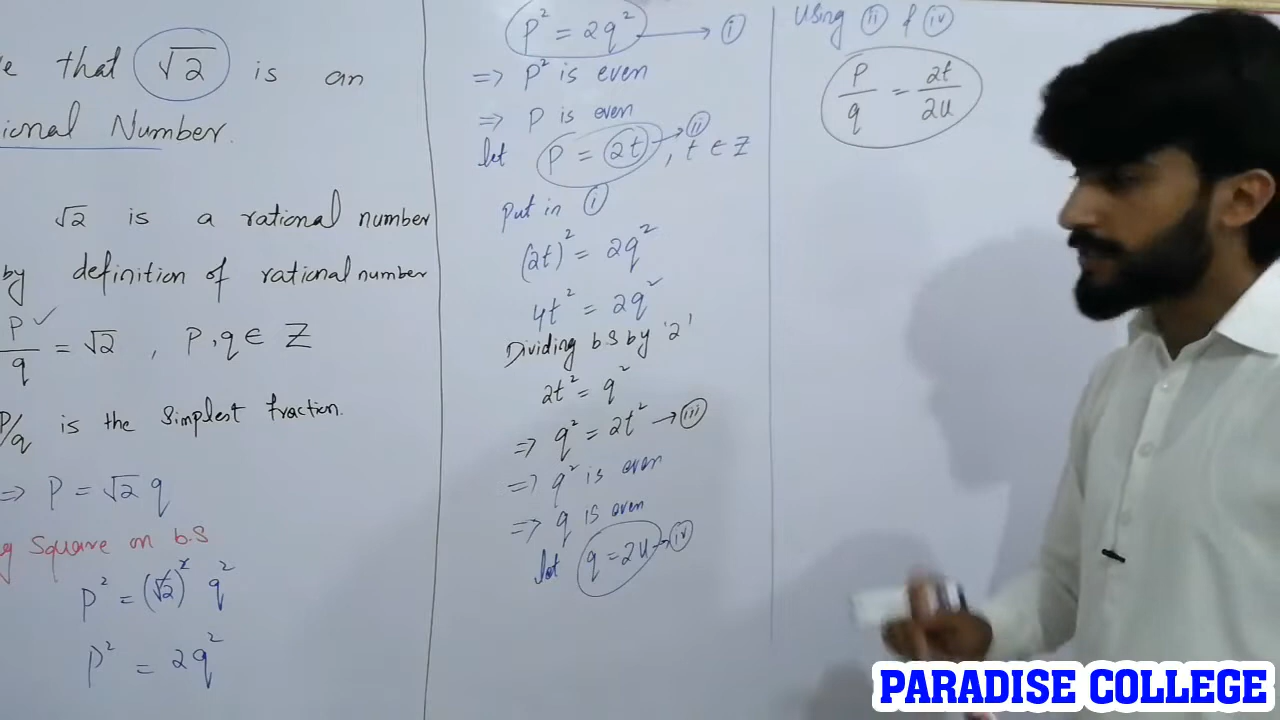 that √2 is an
Number.
√2 is a rational number
by definition of rational number
P/q = √2 , P,q ∈ Z
P/q is the simplest fraction.
⇒ P = √2 q
Square on b.S
P² = (√2)² q²
P² = 2q²
P² = 2q² → (i)
⇒ P² is even
⇒ P is even
let P = 2t → (ii) , t ∈ Z
Put in (i)
(2t)² = 2q²
4t² = 2q²
Dividing b.S by '2'
2t² = q²
⇒ q² = 2t² → (iii)
⇒ q² is even
⇒ q is even
let q = 2u → (iv)
Using (ii) & (iv)
P/q = 2t/2u
PARADISE COLLEGE